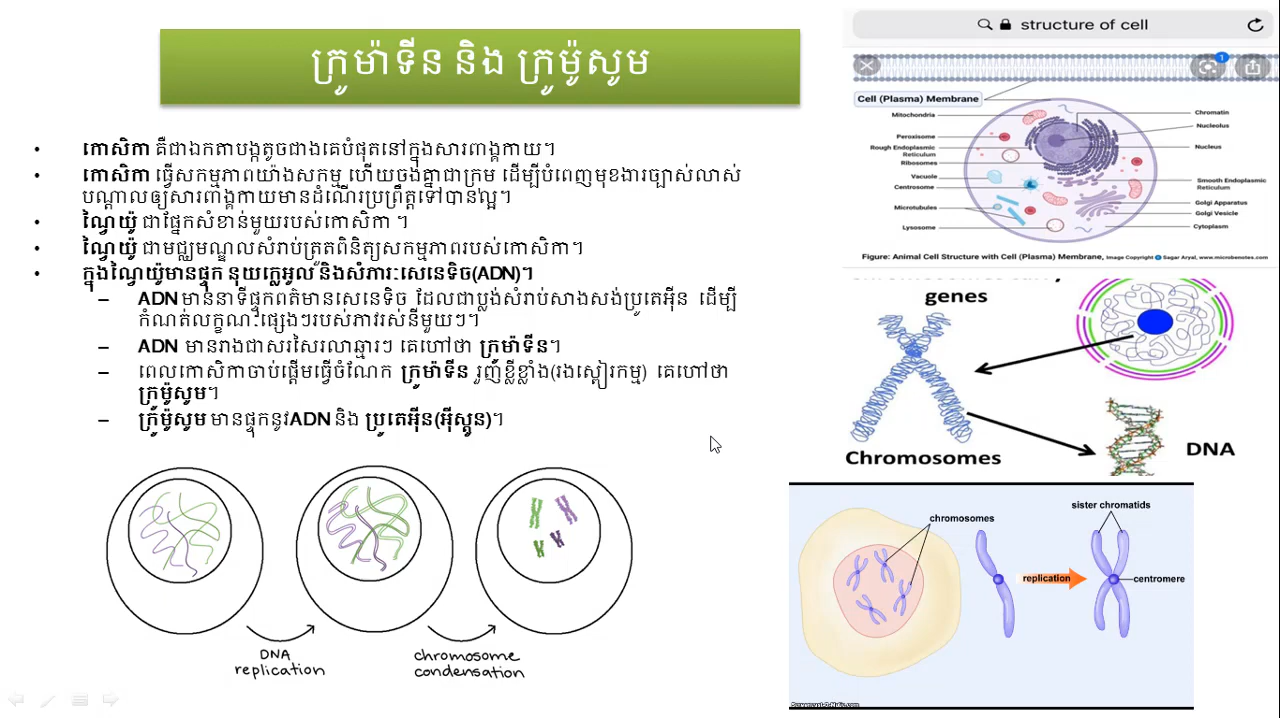 ក្រូម៉ាទីន និង ក្រូម៉ូសូម
• កោសិកា គឺជាឯកតាបង្កតូចជាងគេបំផុតនៅក្នុងសារពាង្គកាយ។
• កោសិកា ធ្វើសកម្មភាពយ៉ាងសកម្ម ហើយចងគ្នាជាក្រុម ដើម្បីបំពេញមុខងារច្បាស់លាស់
បណ្តាលឲ្យសារពាង្គកាយមានដំណើរប្រព្រឹត្តទៅបានល្អ។
• ណ្វៃយ៉ូ ជាផ្នែកសំខាន់មួយរបស់កោសិកា ។
• ណ្វៃយ៉ូ ជាមជ្ឈមណ្ឌលសំរាប់ត្រួតពិនិត្យសកម្មភាពរបស់កោសិកា។
• ក្នុងណ្វៃយ៉ូមានផ្ទុក នុយក្លេអូល និងសំភារៈសេនេទិច(ADN)។
– ADN មាននាទីផ្ទុកពត៌មានសេនេទិច ដែលជាប្លង់សំរាប់សាងសង់ប្រូតេអ៊ីន ដើម្បី
កំណត់លក្ខណៈផ្សេងៗរបស់ភាវរស់នីមួយៗ។
– ADN មានរាងជាសរសៃរលាឆ្មារៗ គេហៅថា ក្រូម៉ាទីន។
– ពេលកោសិកាចាប់ផ្តើមធ្វើចំណែក ក្រូម៉ាទីន រួញខ្លីខ្លាំង(រងស្ពៀរកម្ម) គេហៅថា
ក្រូម៉ូសូម។
– ក្រូម៉ូសូម មានផ្ទុកនូវADN និង ប្រូតេអ៊ីន(អ៊ីស្តូន)។
DNA
replication
chromosome
condensation
structure of cell
1
Cell (Plasma) Membrane
Mitochondria
Peroxisome
Rough Endoplasmic
Reticulum
Ribosomes
Vacuole
Centrosome
Microtubules
Lysosome
Chromatin
Nucleolus
Nucleus
Smooth Endoplasmic
Reticulum
Golgi Apparatus
Golgi Vesicle
Cytoplasm
Figure: Animal Cell Structure with Cell (Plasma) Membrane, Image Copyright Sagar Aryal, www.microbenotes.com
genes
Chromosomes
DNA
chromosomes
replication
sister chromatids
centromere